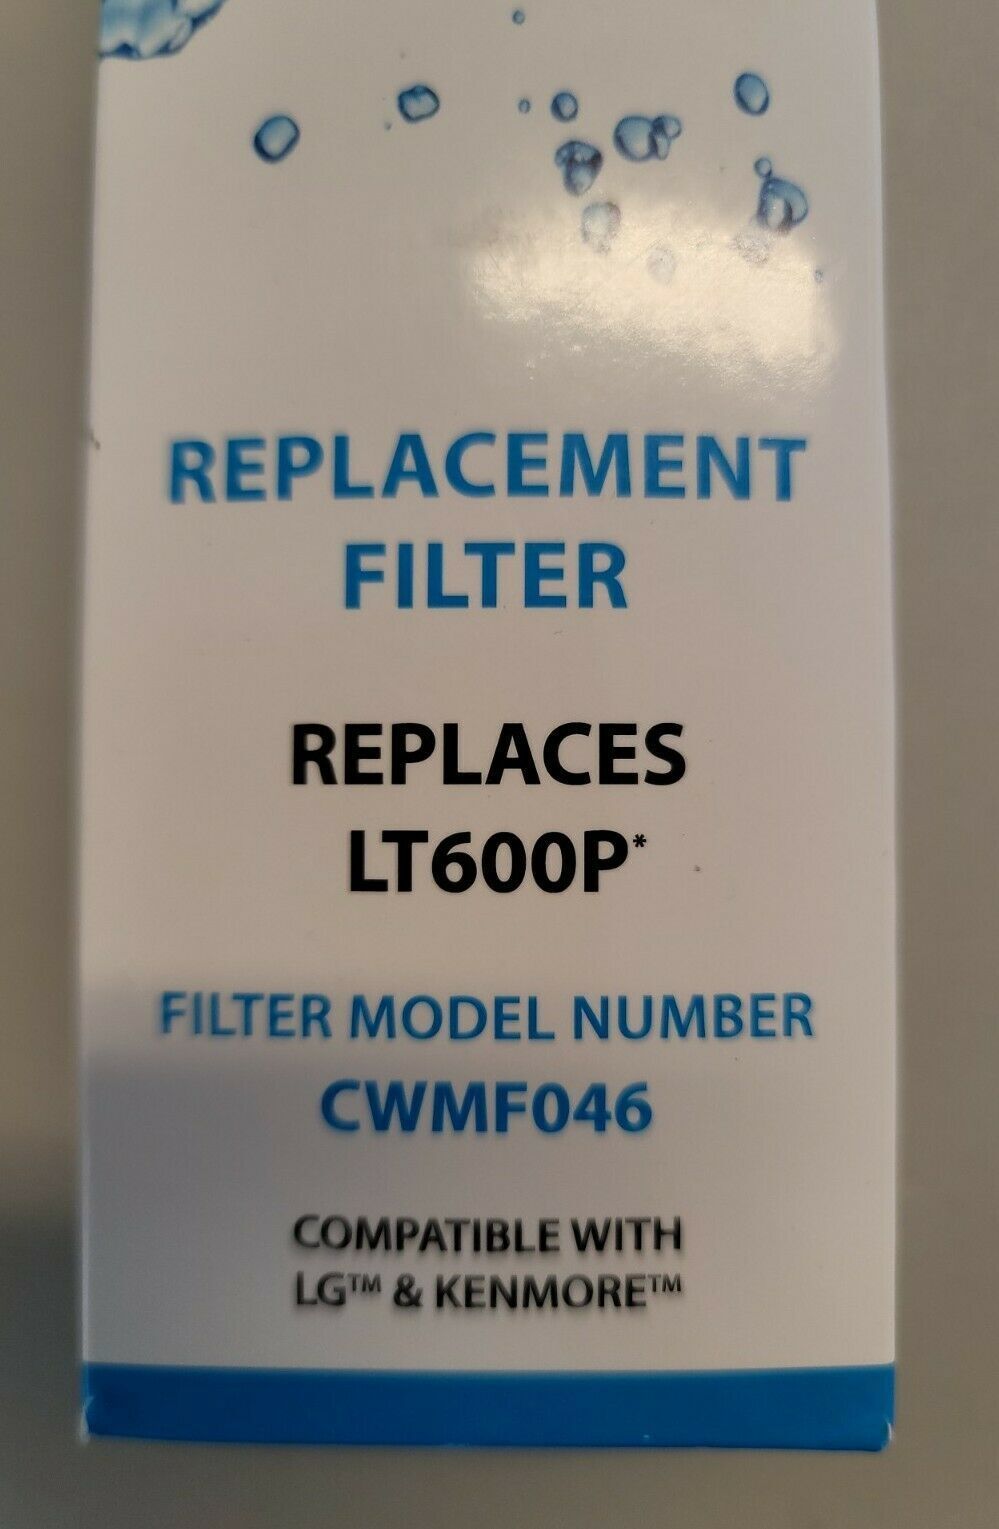 REPLACEMENT
FILTER
REPLACES
LT600P*
FILTER MODEL NUMBER
CWMF046
COMPATIBLE WITH
LG™ & KENMORE™